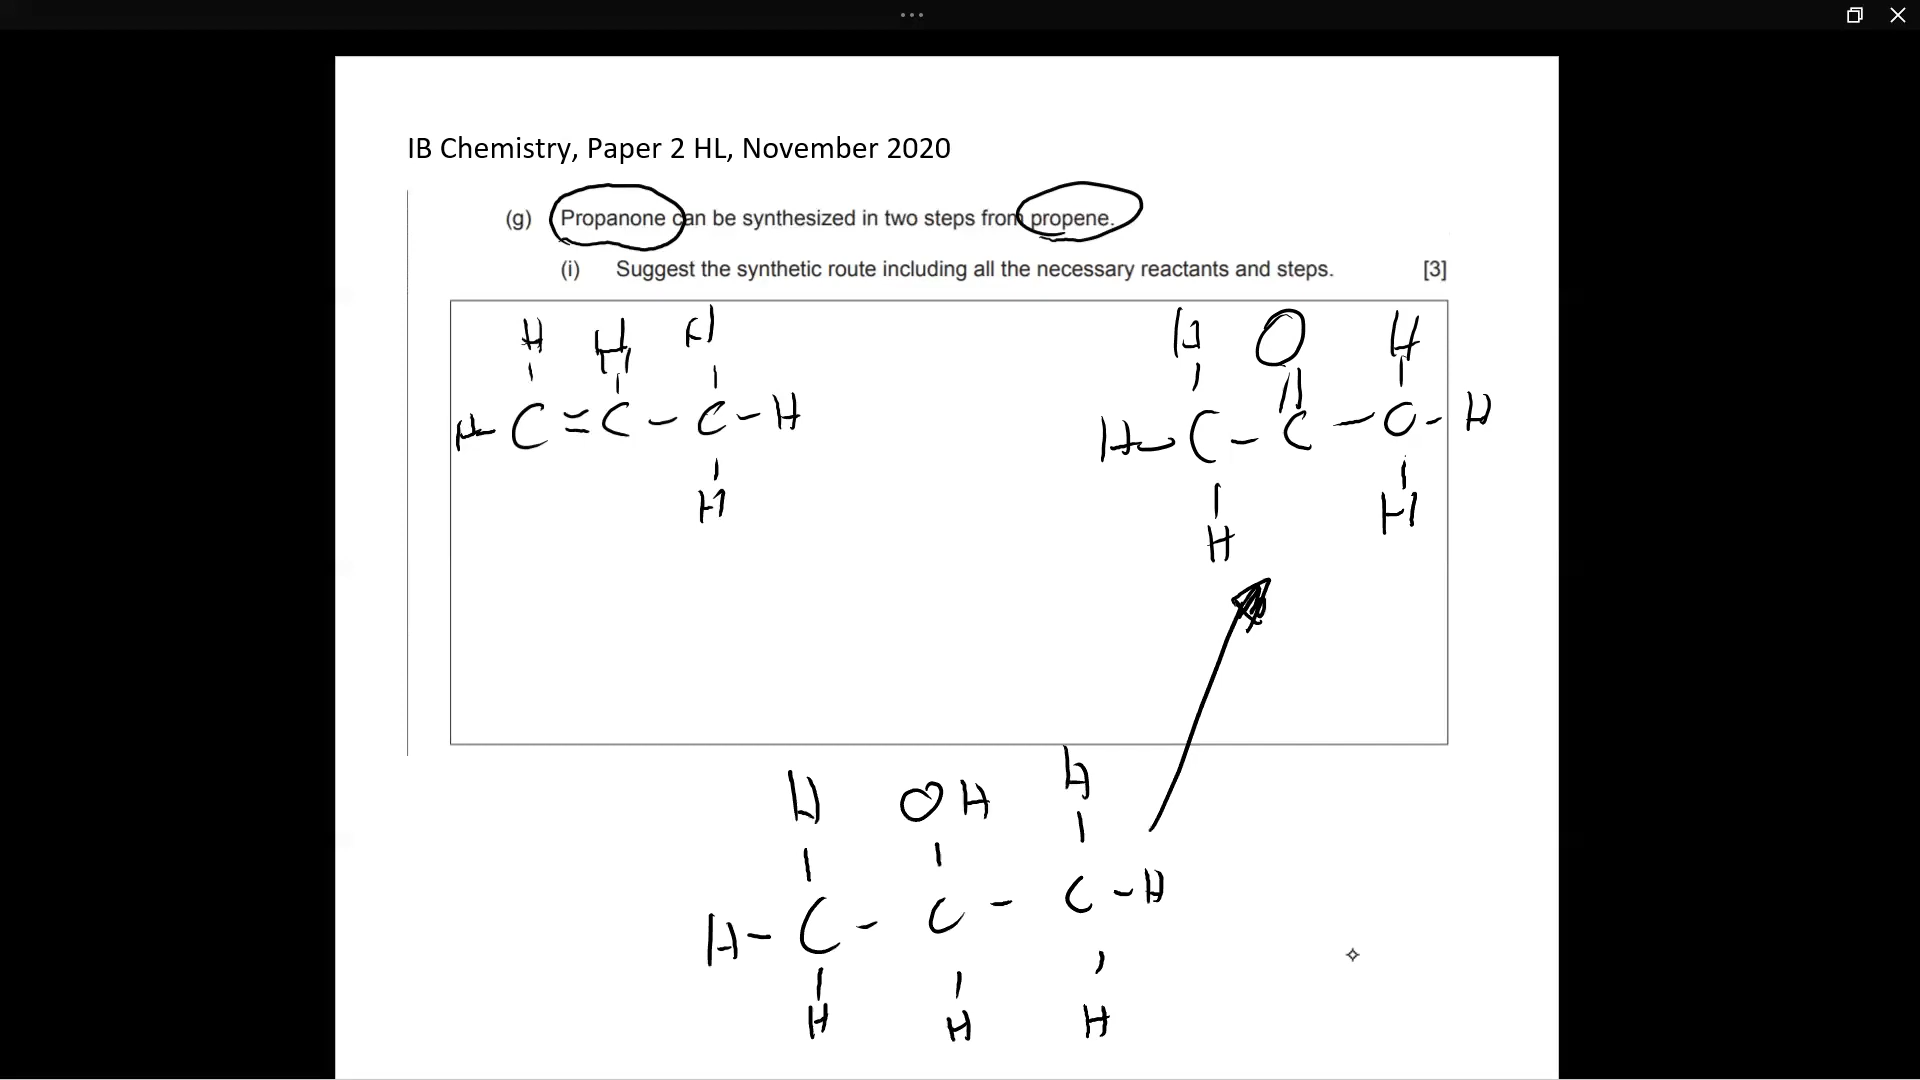 IB Chemistry, Paper 2 HL, November 2020
(g) Propanone can be synthesized in two steps from propene.
(i) Suggest the synthetic route including all the necessary reactants and steps. [3]
H H H H O H
H - C = C - C - H H - C - C - C - H
H H H
H OH H
H - C - C - C - H
H H H